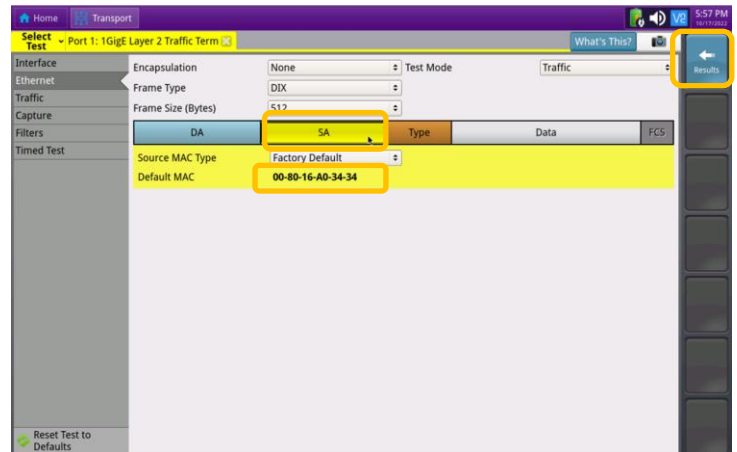 Home Transport 5:57 PM
10/17/2022
Select Test Port 1: 1GigE Layer 2 Traffic Term What's This? Results
Interface
Ethernet
Traffic
Capture
Filters
Timed Test
Encapsulation None Test Mode Traffic
Frame Type DIX
Frame Size (Bytes) 512
DA SA Type Data FCS
Source MAC Type Factory Default
Default MAC 00-80-16-A0-34-34
Reset Test to
Defaults